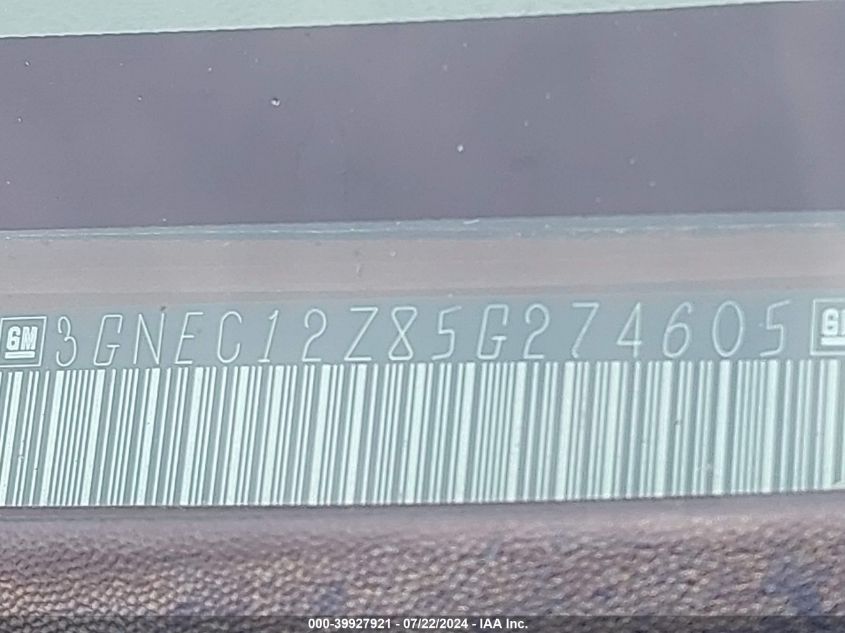 GM 3GNEC12Z85G274605 GM
000-39927921 - 07/22/2024 - IAA Inc.